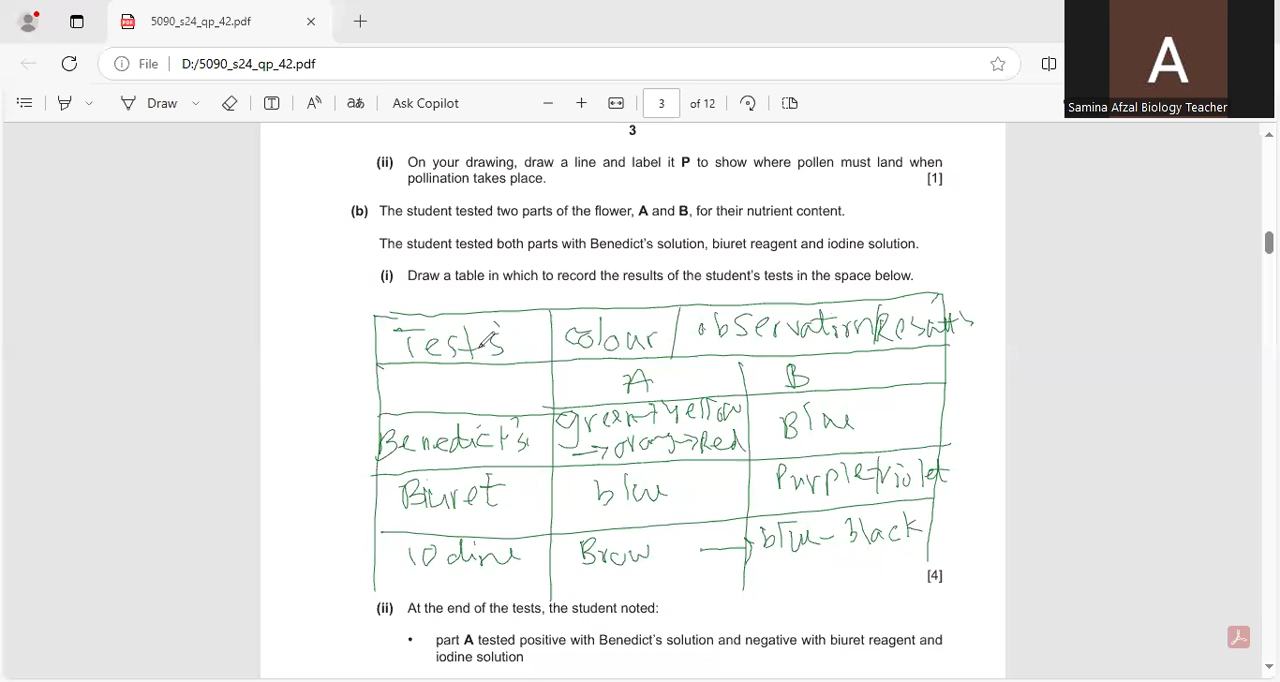 5090_s24_qp_42.pdf
File D:/5090_s24_qp_42.pdf
A
Samina Afzal Biology Teacher
Draw aあ Ask Copilot 3 of 12
3
(ii) On your drawing, draw a line and label it P to show where pollen must land when
pollination takes place. [1]
(b) The student tested two parts of the flower, A and B, for their nutrient content.
The student tested both parts with Benedict's solution, biuret reagent and iodine solution.
(i) Draw a table in which to record the results of the student's tests in the space below.
Tests colour / observation/Results
A B
Benedict's green→yellow Blue
→orang→Red
Biuret blue Purple/violet
Iodine Brow → blue-black
[4]
(ii) At the end of the tests, the student noted:
• part A tested positive with Benedict's solution and negative with biuret reagent and
iodine solution